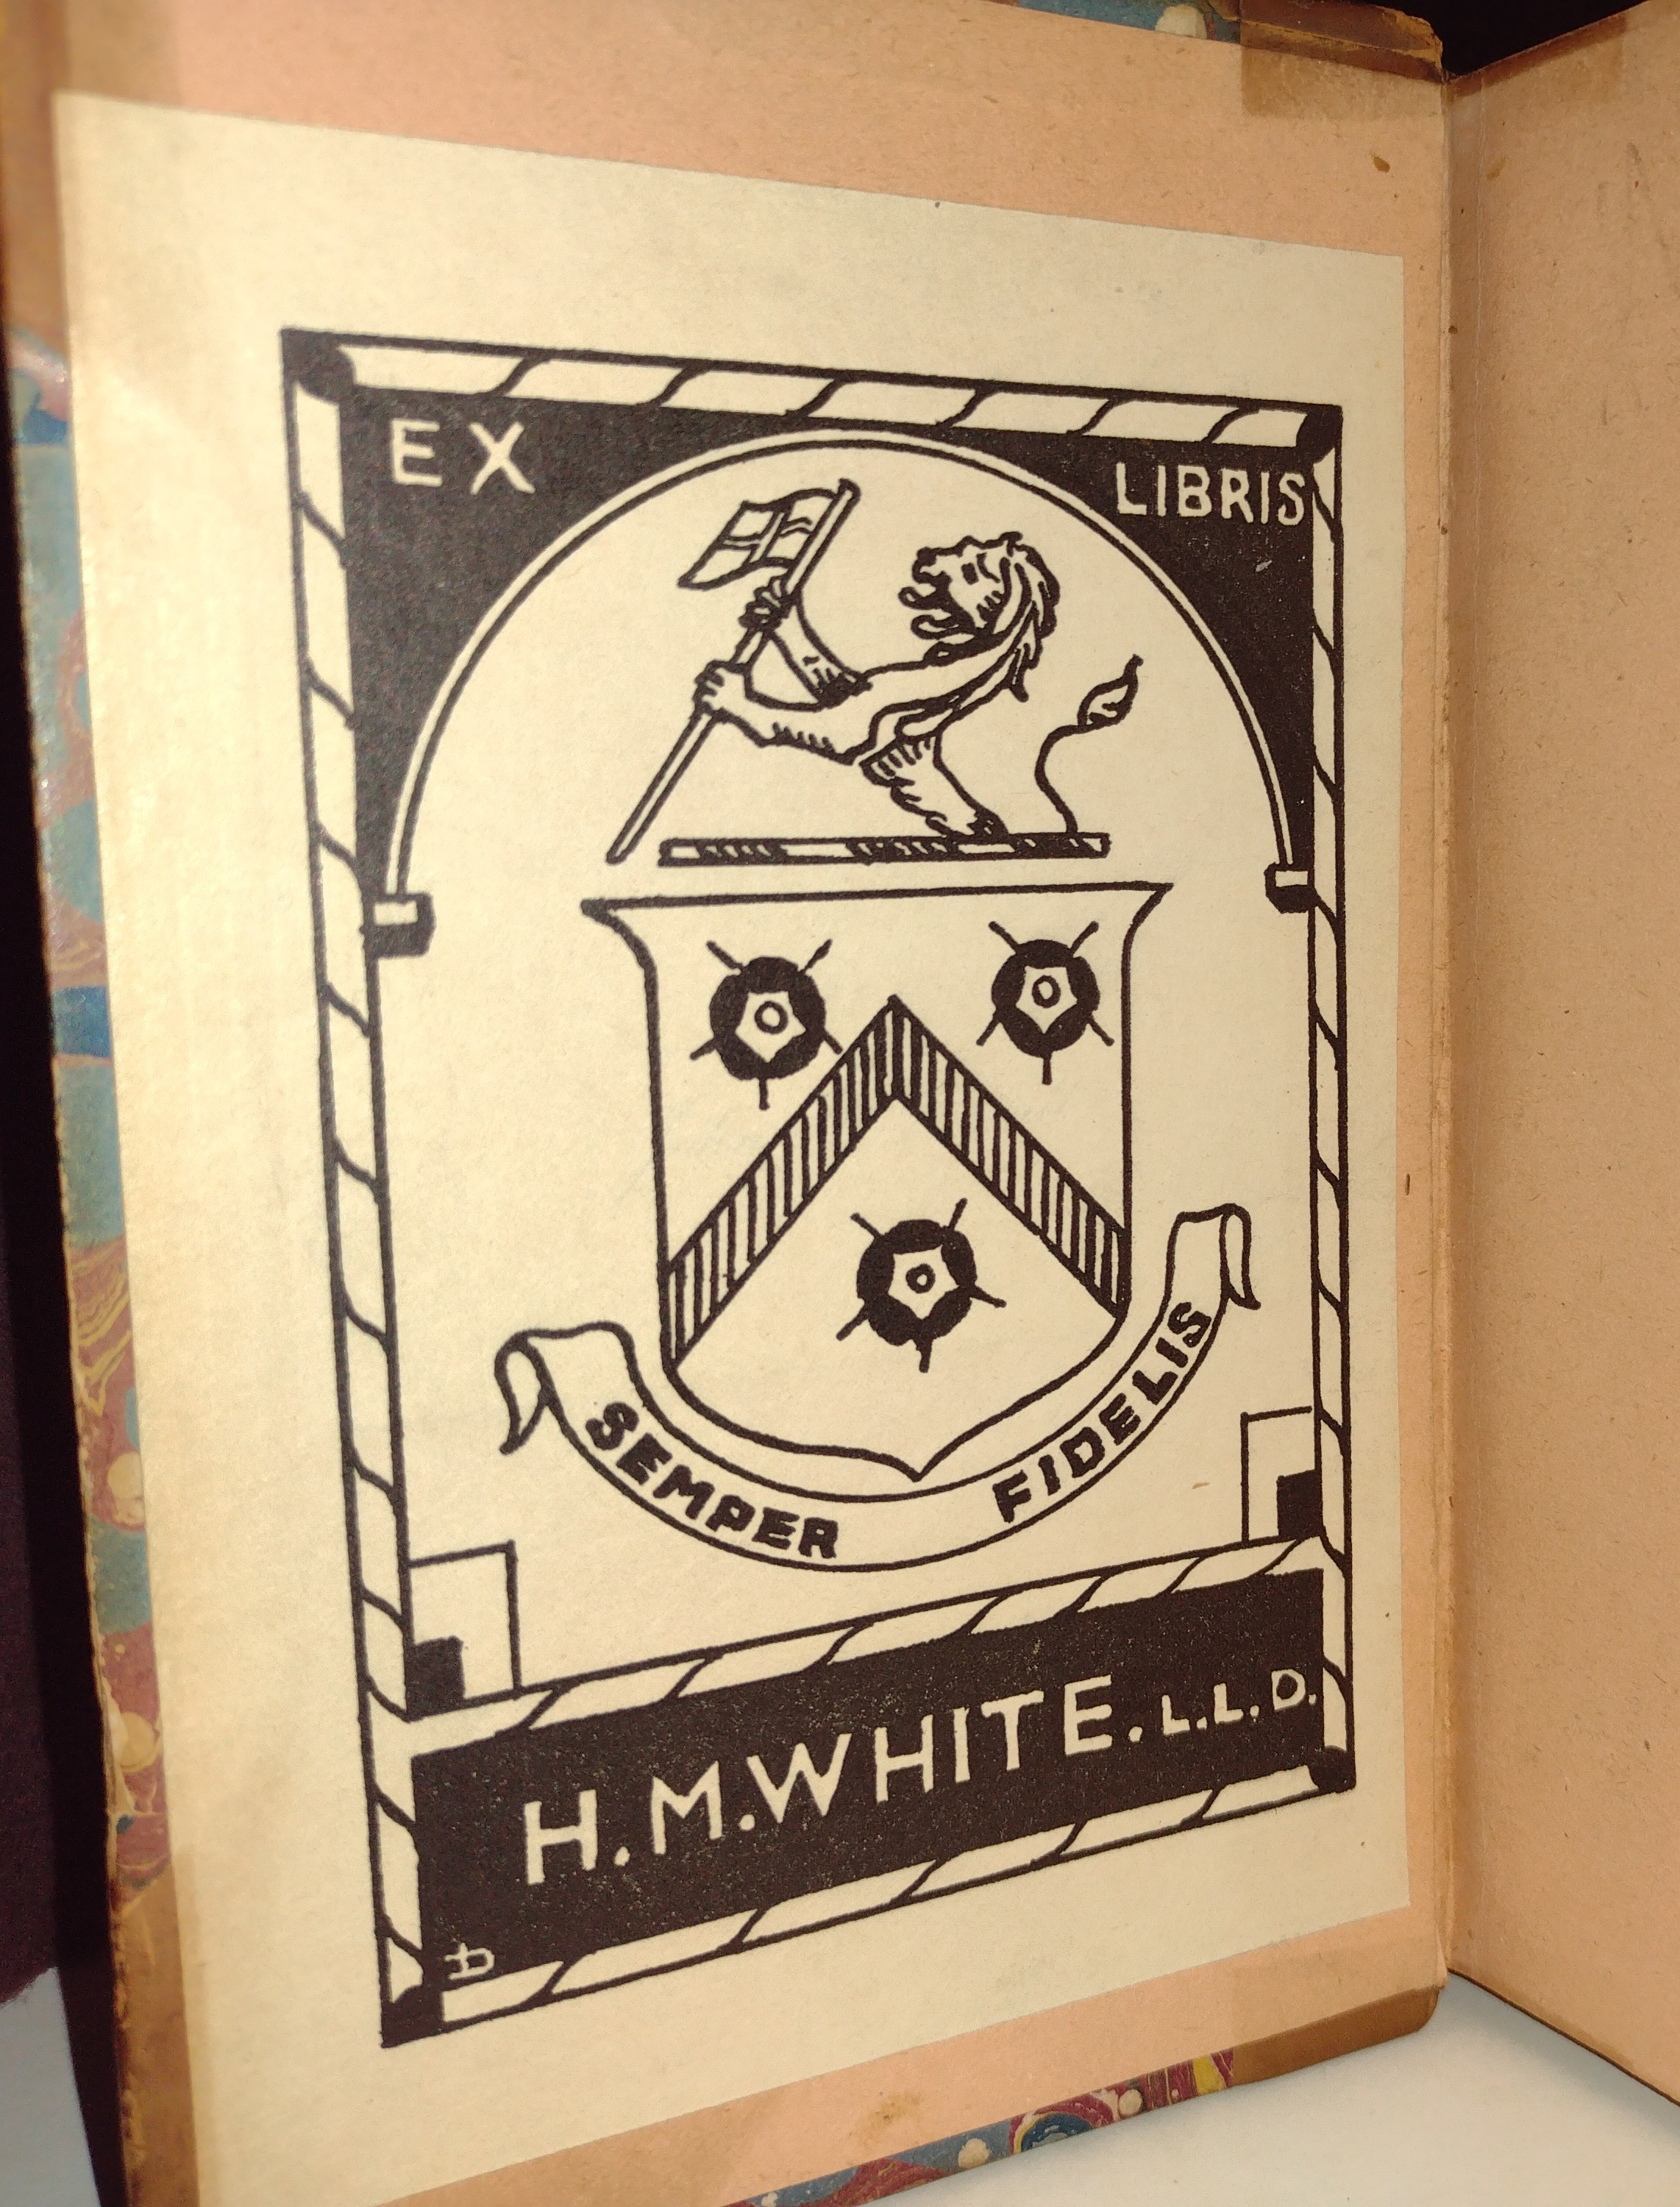 EX LIBRIS
SEMPER FIDELIS
H. M. WHITE. L.L.D.